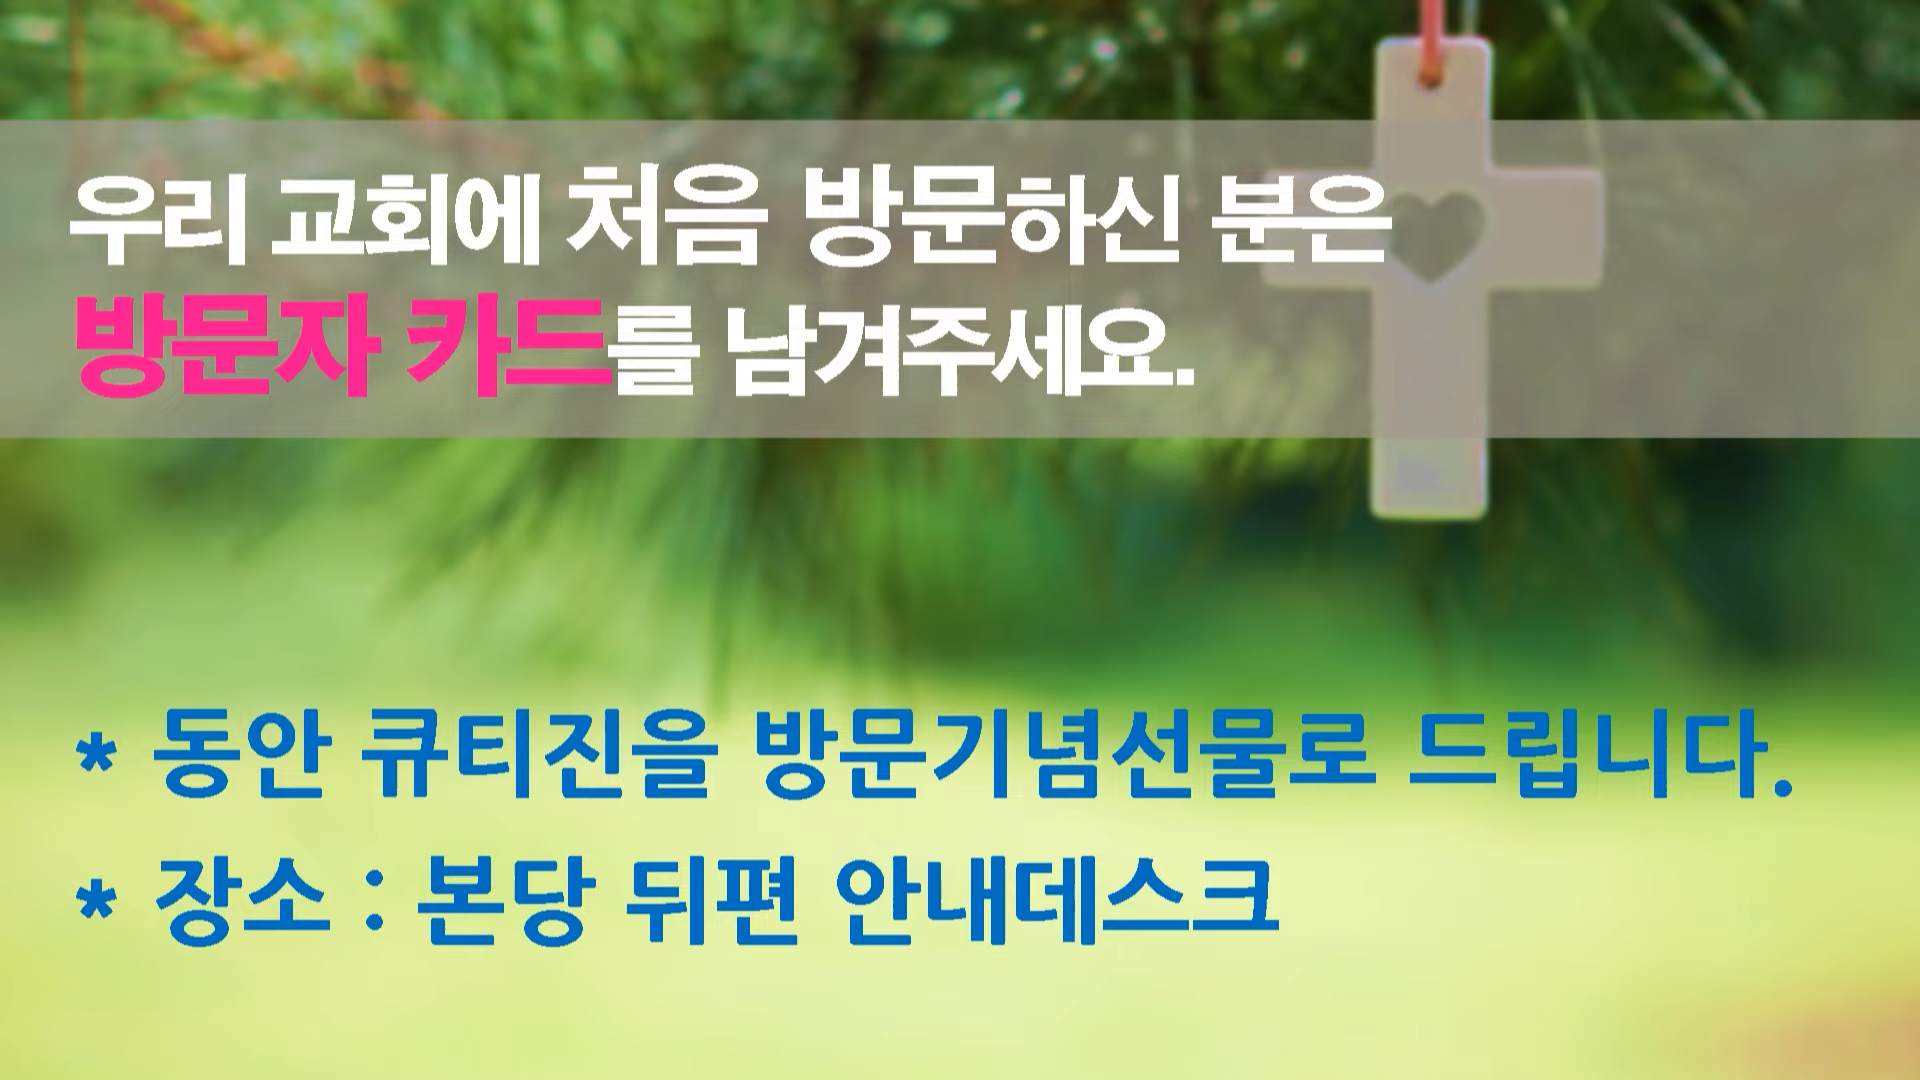 우리 교회에 처음 방문하신 분은
방문자 카드를 남겨주세요.
* 동안 큐티진을 방문기념선물로 드립니다.
* 장소 : 본당 뒤편 안내데스크